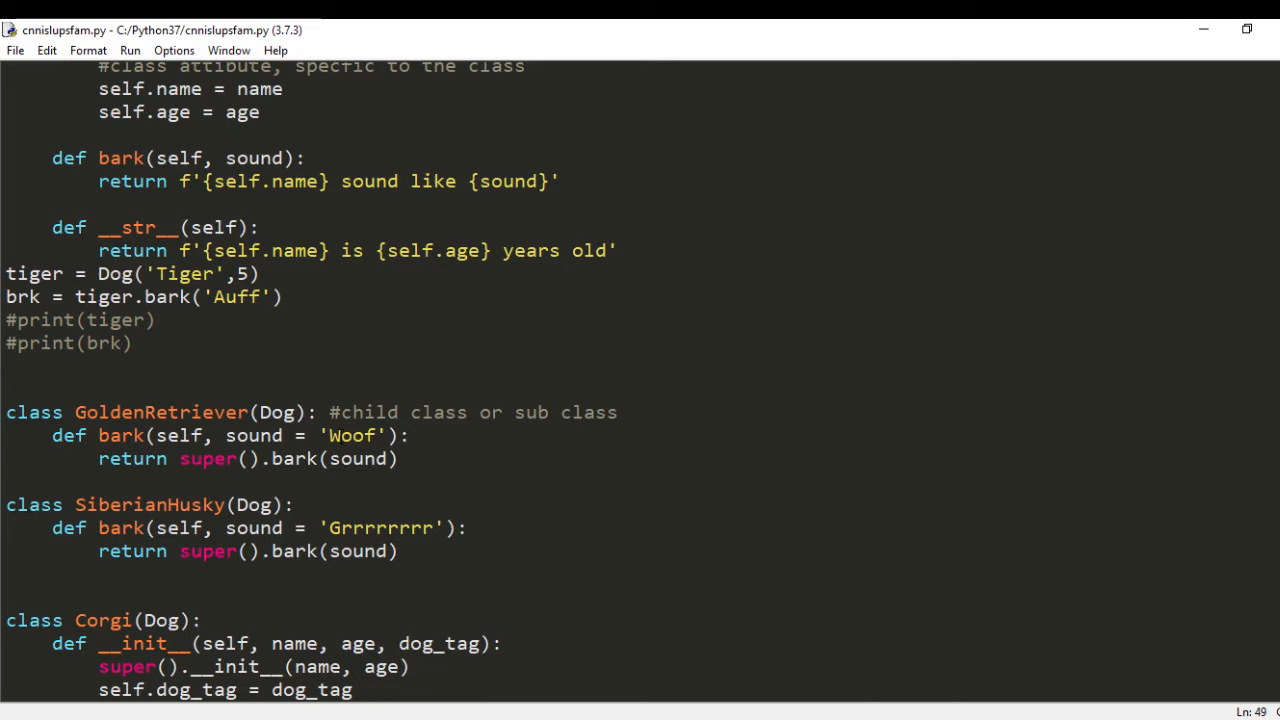 cnnislupsfam.py - C:/Python37/cnnislupsfam.py (3.7.3)
File Edit Format Run Options Window Help
#class attibute, specfic to the class
self.name = name
self.age = age
def bark(self, sound):
return f'{self.name} sound like {sound}'
def __str__(self):
return f'{self.name} is {self.age} years old'
tiger = Dog('Tiger',5)
brk = tiger.bark('Auff')
#print(tiger)
#print(brk)
class GoldenRetriever(Dog): #child class or sub class
def bark(self, sound = 'Woof'):
return super().bark(sound)
class SiberianHusky(Dog):
def bark(self, sound = 'Grrrrrrrr'):
return super().bark(sound)
class Corgi(Dog):
def __init__(self, name, age, dog_tag):
super().__init__(name, age)
self.dog_tag = dog_tag
Ln: 49